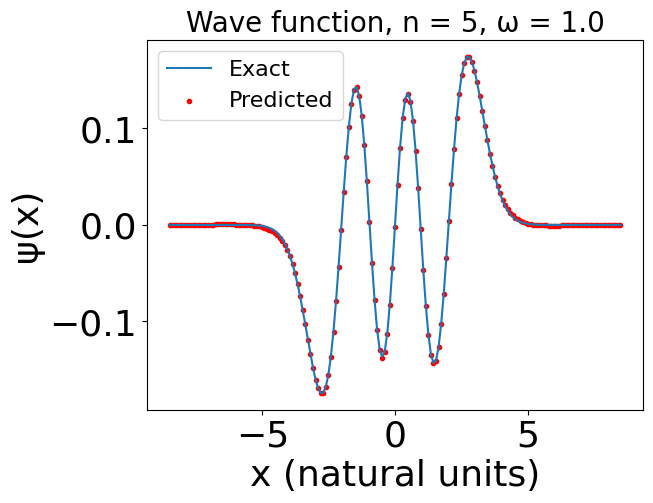 Wave function, n = 5, ω = 1.0
Exact
Predicted
ψ(x)
0.1
0.0
−0.1
−5 0 5
x (natural units)